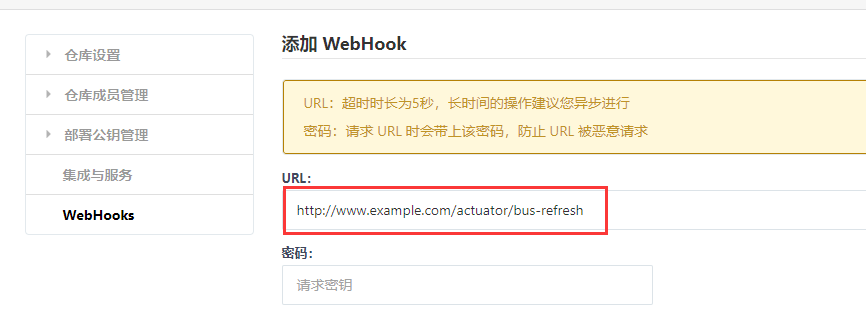 仓库设置
仓库成员管理
部署公钥管理
集成与服务
WebHooks
添加 WebHook
URL：超时时长为5秒，长时间的操作建议您异步进行
密码：请求 URL 时会带上该密码，防止 URL 被恶意请求
URL：
http://www.example.com/actuator/bus-refresh
密码：
请求密钥